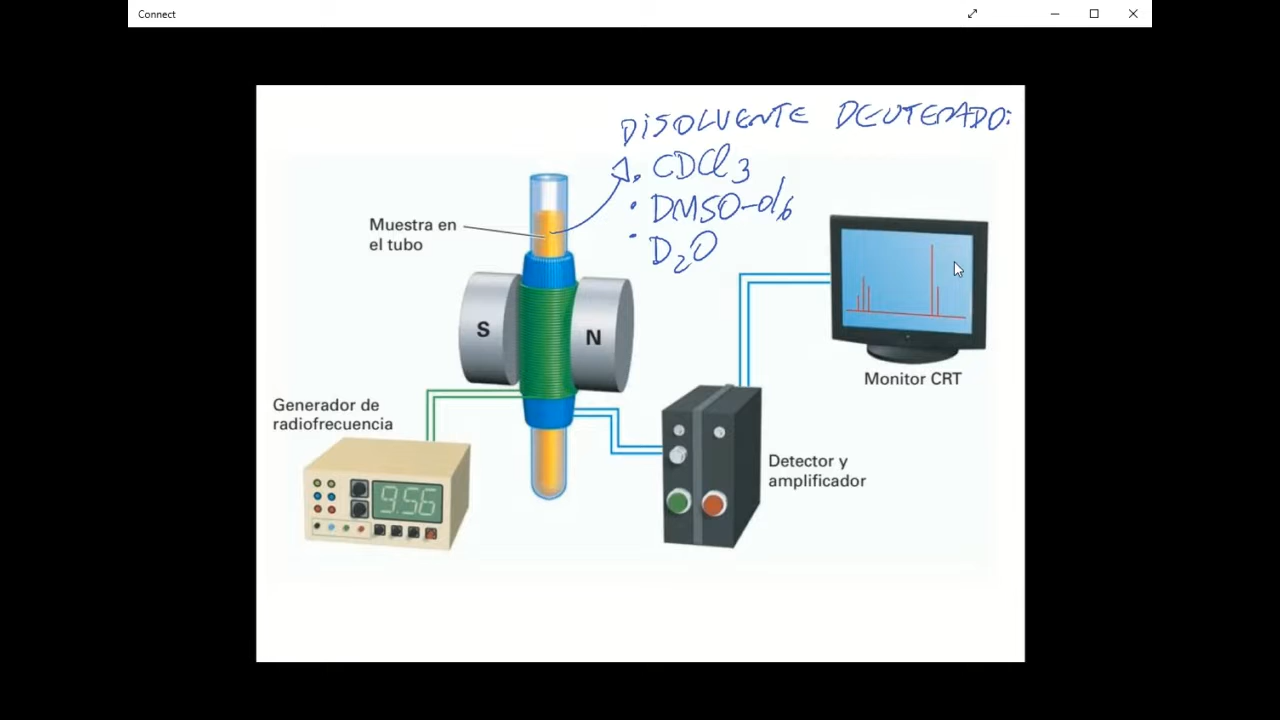 Connect
DISOLVENTE DEUTERADO:
• CDCl3
• DMSO-d6
• D2O
Muestra en
el tubo
S
N
Monitor CRT
Generador de
radiofrecuencia
9.56
Detector y
amplificador